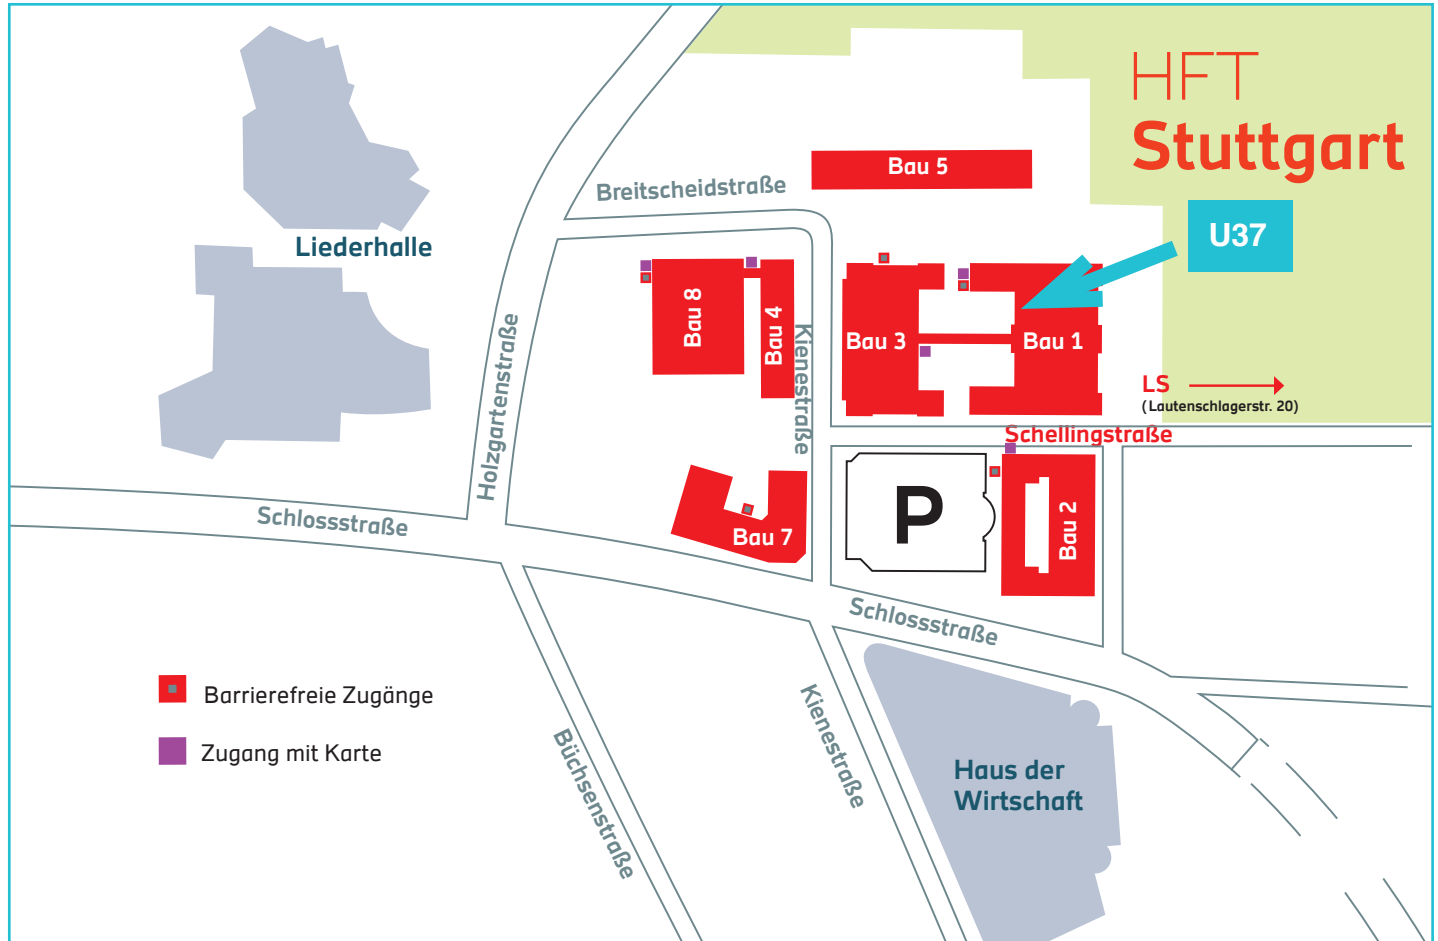 HFT
Stuttgart
Bau 5
Breitscheidstraße
U37
Liederhalle
Bau 8
Bau 4
Kienestraße
Bau 3
Bau 1
Holzgartenstraße
LS
(Lautenschlagerstr. 20)
Schellingstraße
P
Bau 2
Bau 7
Schlossstraße
Schlossstraße
Barrierefreie Zugänge
Zugang mit Karte
Büchsenstraße
Kienestraße
Haus der
Wirtschaft